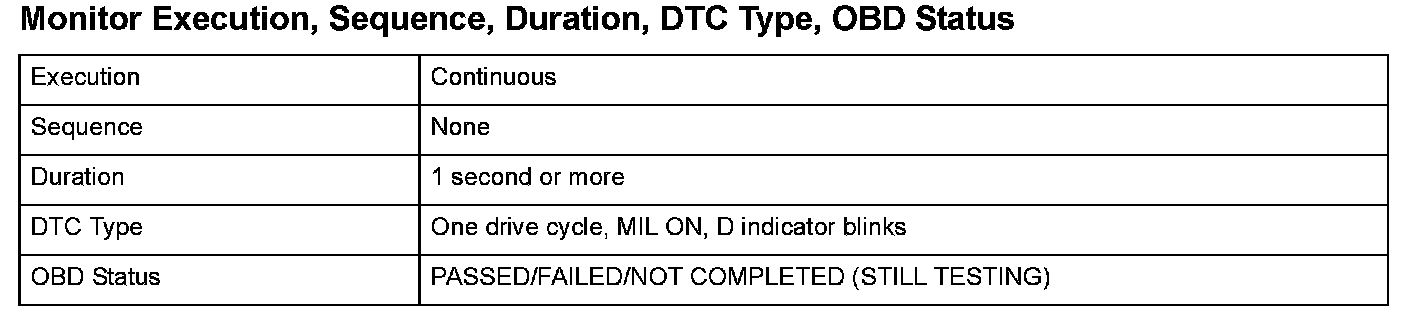 Monitor Execution, Sequence, Duration, DTC Type, OBD Status
Execution Continuous
Sequence None
Duration 1 second or more
DTC Type One drive cycle, MIL ON, D indicator blinks
OBD Status PASSED/FAILED/NOT COMPLETED (STILL TESTING)